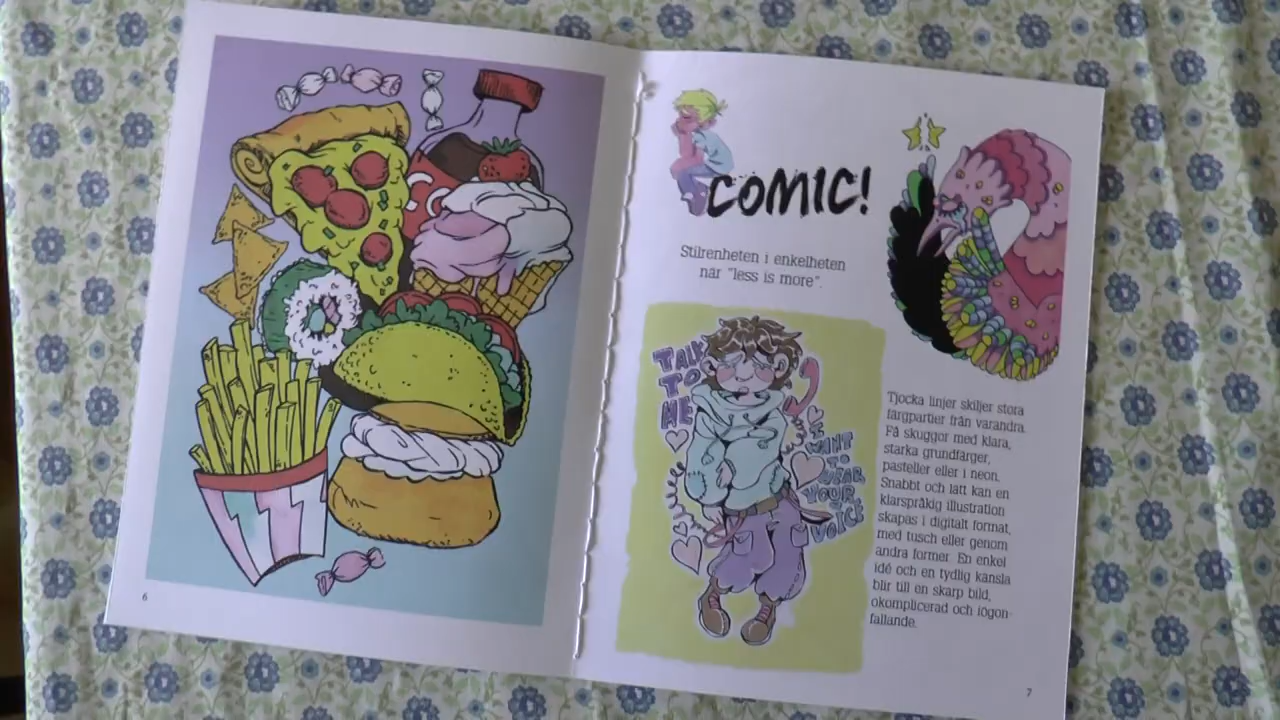 COMIC!
Stilrenheten i enkelheten
när "less is more".
TALK
TO
ME
I
WANT
TO
HEAR
YOUR
VOICE
Tjocka linjer skiljer stora
färgpartier från varandra.
Få skuggor med klara,
starka grundfärger,
pasteller eller i neon.
Snabbt och lätt kan en
klarspråkig illustration
skapas i digitalt format,
med tusch eller genom
andra former. En enkel
idé och en tydlig känsla
blir till en skarp bild,
okomplicerad och iögon-
fallande.
6
7